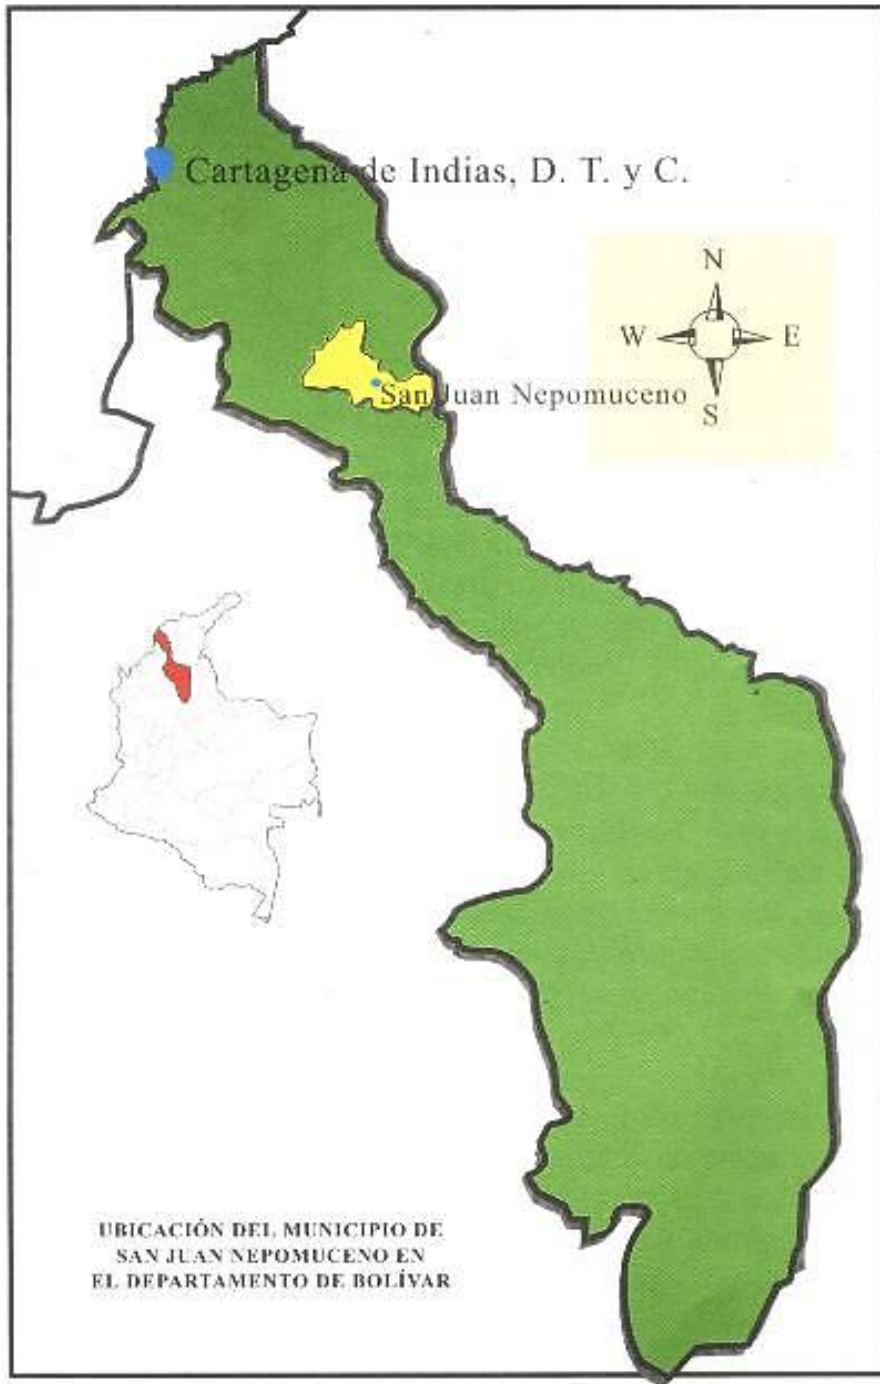 Cartagena de Indias, D. T. y C.
N
W E
S
San Juan Nepomuceno
UBICACIÓN DEL MUNICIPIO DE
SAN JUAN NEPOMUCENO EN
EL DEPARTAMENTO DE BOLÍVAR